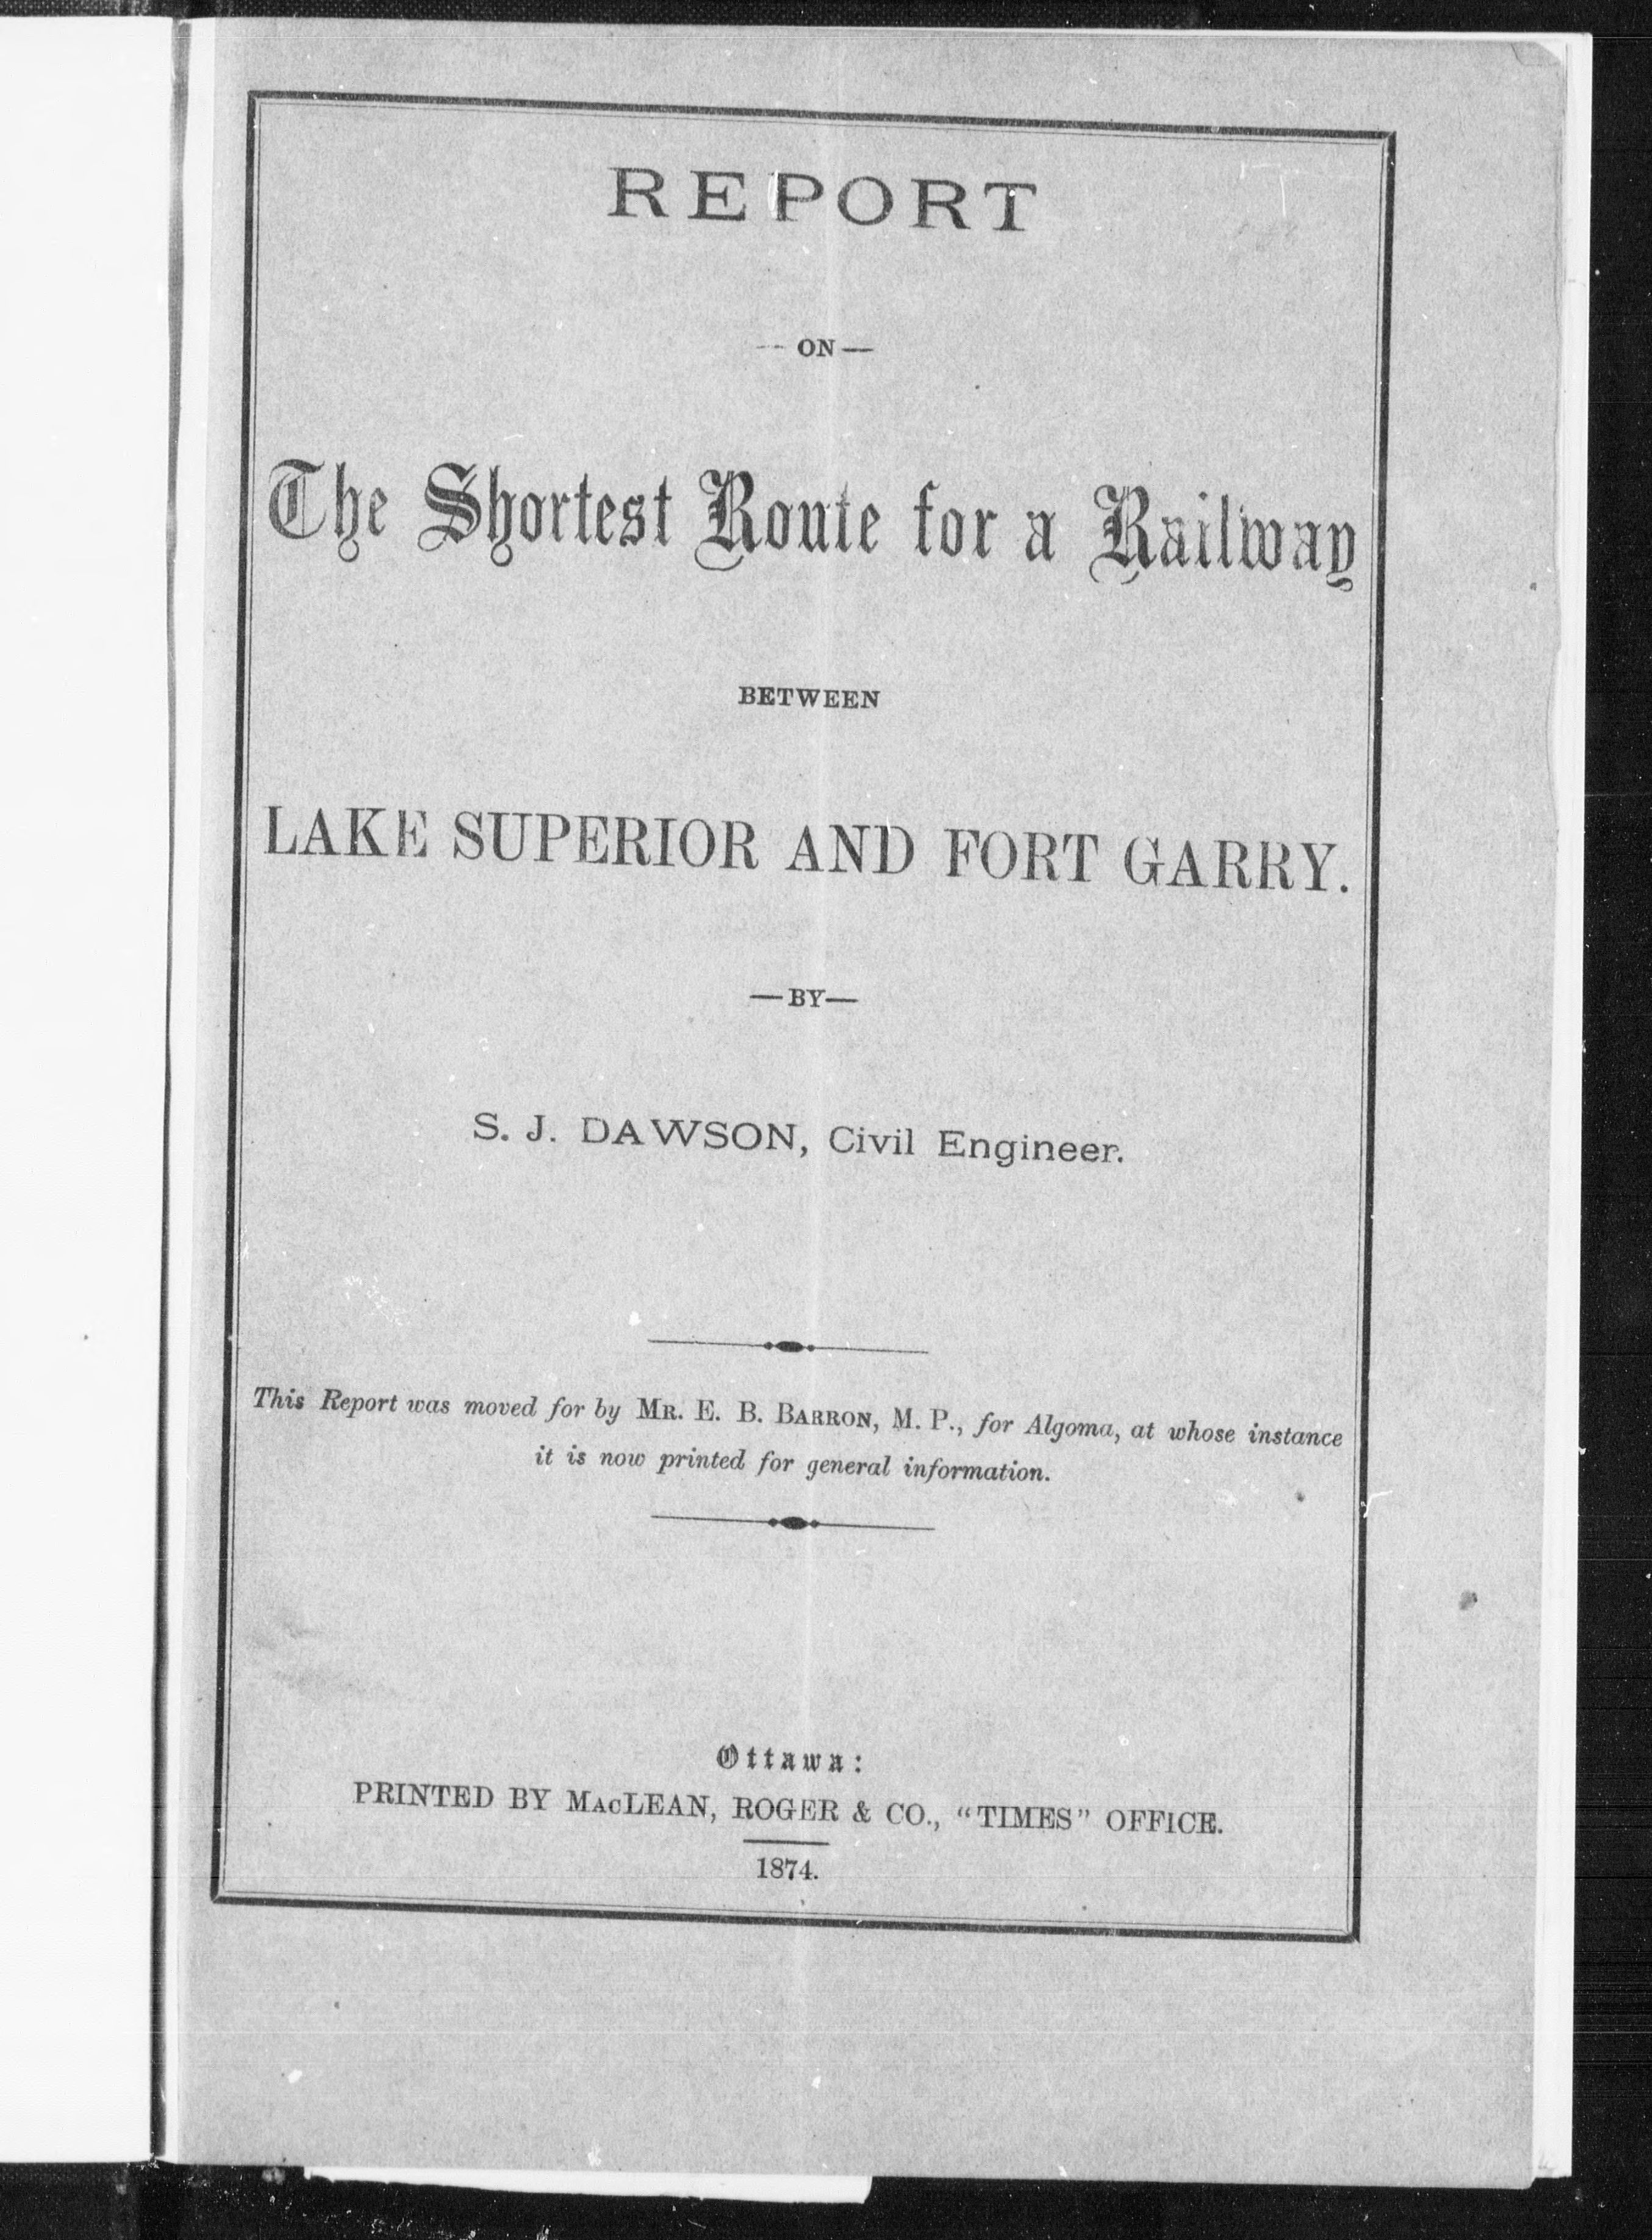 REPORT
-- ON —
The Shortest Route for a Railway
BETWEEN
LAKE SUPERIOR AND FORT GARRY.
—BY—
S. J. DAWSON, Civil Engineer.
This Report was moved for by MR. E. B. BARRON, M. P., for Algoma, at whose instance
it is now printed for general information.
Ottawa:
PRINTED BY MACLEAN, ROGER & CO., “TIMES” OFFICE.
1874.